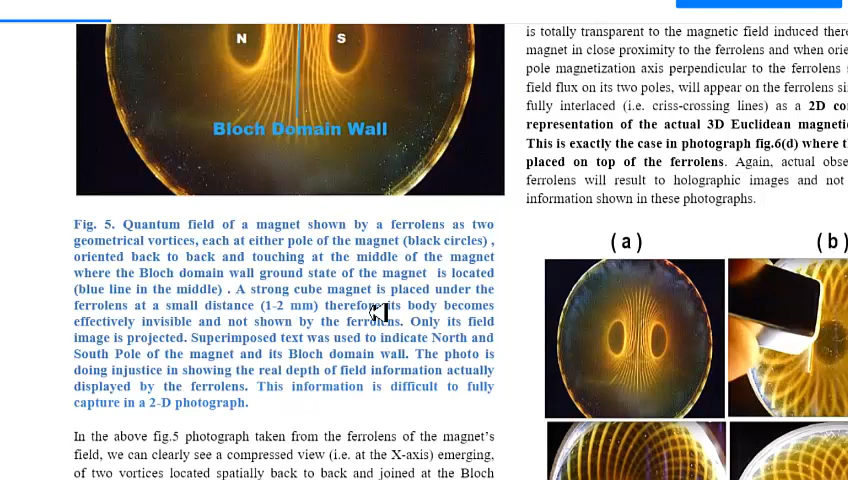 N S
Bloch Domain Wall
Fig. 5. Quantum field of a magnet shown by a ferrolens as two
geometrical vortices, each at either pole of the magnet (black circles) ,
oriented back to back and touching at the middle of the magnet
where the Bloch domain wall ground state of the magnet is located
(blue line in the middle) . A strong cube magnet is placed under the
ferrolens at a small distance (1-2 mm) therefore its body becomes
effectively invisible and not shown by the ferrolens. Only its field
image is projected. Superimposed text was used to indicate North and
South Pole of the magnet and its Bloch domain wall. The photo is
doing injustice in showing the real depth of field information actually
displayed by the ferrolens. This information is difficult to fully
capture in a 2-D photograph.
In the above fig.5 photograph taken from the ferrolens of the magnet's
field, we can clearly see a compressed view (i.e. at the X-axis) emerging,
of two vortices located spatially back to back and joined at the Bloch
is totally transparent to the magnetic field induced
magnet in close proximity to the ferrolens and when
pole magnetization axis perpendicular to the ferrolens
field flux on its two poles, will appear on the ferrolens
fully interlaced (i.e. criss-crossing lines) as a 2D
representation of the actual 3D Euclidean
This is exactly the case in photograph fig.6(d) where
placed on top of the ferrolens. Again, actual
ferrolens will result to holographic images and not
information shown in these photographs.
(a) (b)